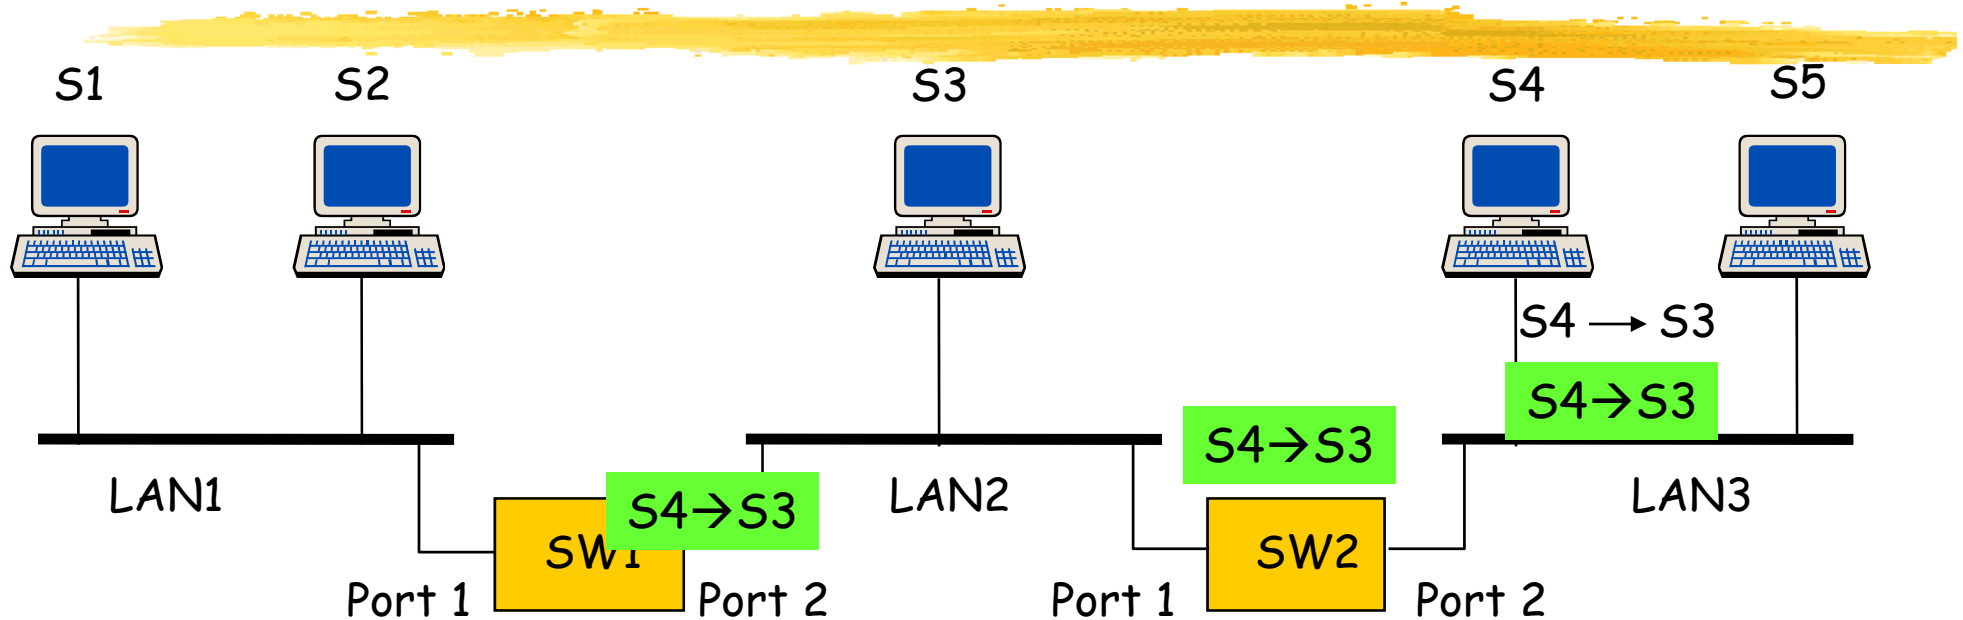 S1 S2 S3 S4 S5
S4 → S3
S4→S3
S4→S3
S4→S3
LAN1 LAN2 LAN3
SW1 SW2
Port 1 Port 2 Port 1 Port 2